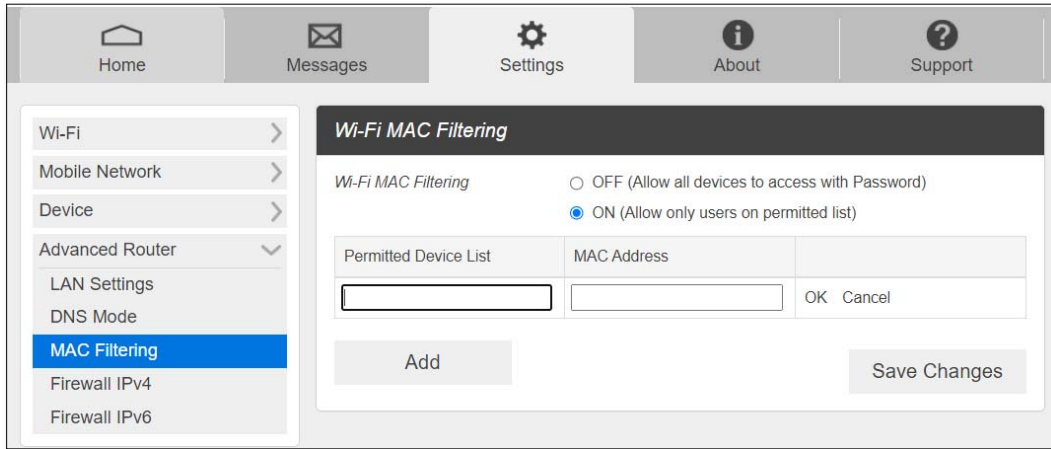 Home
Messages
Settings
About
Support
Wi-Fi
Mobile Network
Device
Advanced Router
LAN Settings
DNS Mode
MAC Filtering
Firewall IPv4
Firewall IPv6
Wi-Fi MAC Filtering
Wi-Fi MAC Filtering
OFF (Allow all devices to access with Password)
ON (Allow only users on permitted list)
Permitted Device List
MAC Address
OK Cancel
Add
Save Changes